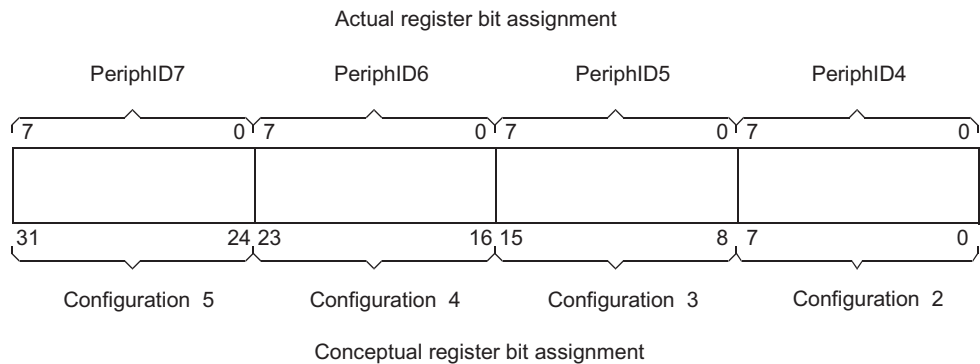 Actual register bit assignment
PeriphID7 PeriphID6 PeriphID5 PeriphID4
7 0 7 0 7 0 7 0
31 24 23 16 15 8 7 0
Configuration 5 Configuration 4 Configuration 3 Configuration 2
Conceptual register bit assignment